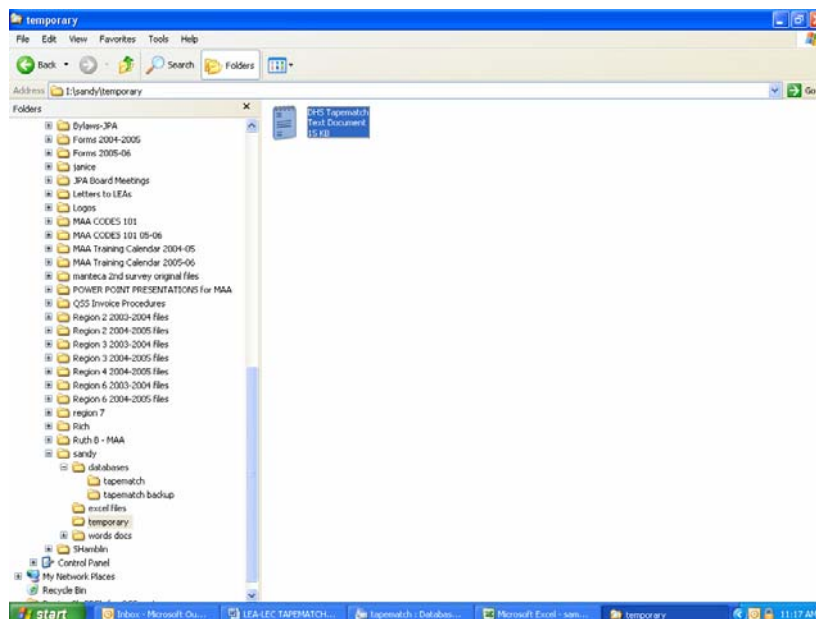 temporary
File Edit View Favorites Tools Help
Back Search Folders
Address I:\sandy\temporary Go
Folders
Bylaws-JPA
Forms 2004-2005
Forms 2005-06
janice
JPA Board Meetings
Letters to LEAs
Logos
MAA CODES 101
MAA CODES 101 05-06
MAA Training Calendar 2004-05
MAA Training Calendar 2005-06
manteca 2nd survey original files
POWER POINT PRESENTATIONS for MAA
QSS Invoice Procedures
Region 2 2003-2004 files
Region 2 2004-2005 files
Region 3 2003-2004 files
Region 3 2004-2005 files
Region 4 2004-2005 files
Region 6 2003-2004 files
Region 6 2004-2005 files
region 7
Rich
Ruth B - MAA
sandy
databases
tapematch
tapematch backup
excel files
temporary
words docs
SHamblin
Control Panel
My Network Places
Recycle Bin
DHS Tapematch
Text Document
15 KB
start Inbox - Microsoft Ou... LEA-LEC TAPEMATCH... tapematch : Databas... Microsoft Excel - sam... temporary 11:17 AM